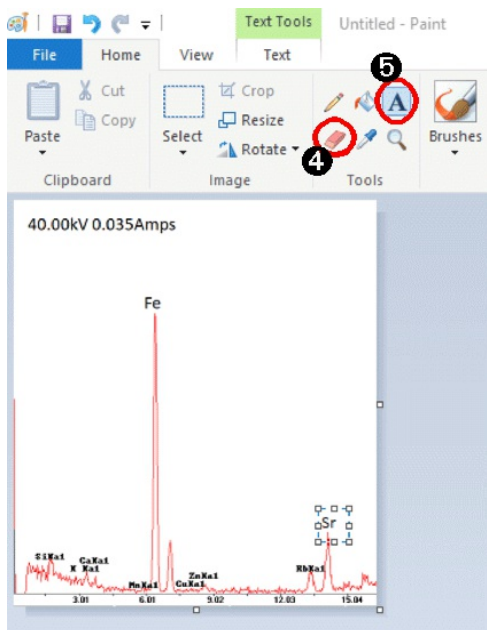 Text Tools
Untitled - Paint
File
Home
View
Text
5
Cut
Copy
Paste
Crop
Resize
Rotate
Select
A
Brushes
4
Clipboard
Image
Tools
40.00kV 0.035Amps
Fe
Sr
SiKa1
CaKa1
K Ka1
MnKa1
ZnKa1
CuKa1
RbKa1
3.01 6.01 9.02 12.03 15.04